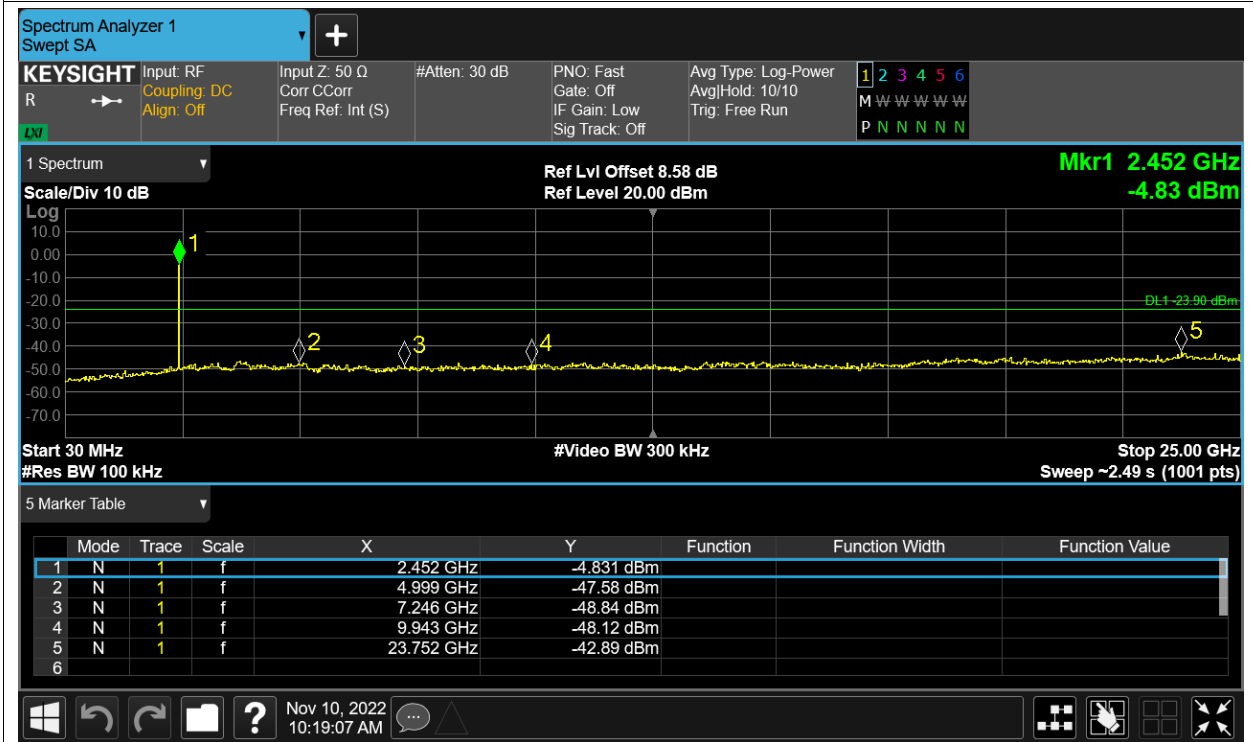 Spectrum Analyzer 1
Swept SA
+
KEYSIGHT
R
LXI
Input: RF
Coupling: DC
Align: Off
Input Z: 50 Ω
Corr CCorr
Freq Ref: Int (S)
#Atten: 30 dB
PNO: Fast
Gate: Off
IF Gain: Low
Sig Track: Off
Avg Type: Log-Power
Avg|Hold: 10/10
Trig: Free Run
1 2 3 4 5 6
M W W W W W
P N N N N N
1 Spectrum
Scale/Div 10 dB
Ref Lvl Offset 8.58 dB
Ref Level 20.00 dBm
Mkr1 2.452 GHz
-4.83 dBm
Log
10.0
0.00
-10.0
-20.0
-30.0
-40.0
-50.0
-60.0
-70.0
1
2
3
4
5
DL1 -23.90 dBm
Start 30 MHz
#Res BW 100 kHz
#Video BW 300 kHz
Stop 25.00 GHz
Sweep ~2.49 s (1001 pts)
5 Marker Table
Mode Trace Scale X Y Function Function Width Function Value
1 N 1 f 2.452 GHz -4.831 dBm
2 N 1 f 4.999 GHz -47.58 dBm
3 N 1 f 7.246 GHz -48.84 dBm
4 N 1 f 9.943 GHz -48.12 dBm
5 N 1 f 23.752 GHz -42.89 dBm
6
?
Nov 10, 2022
10:19:07 AM